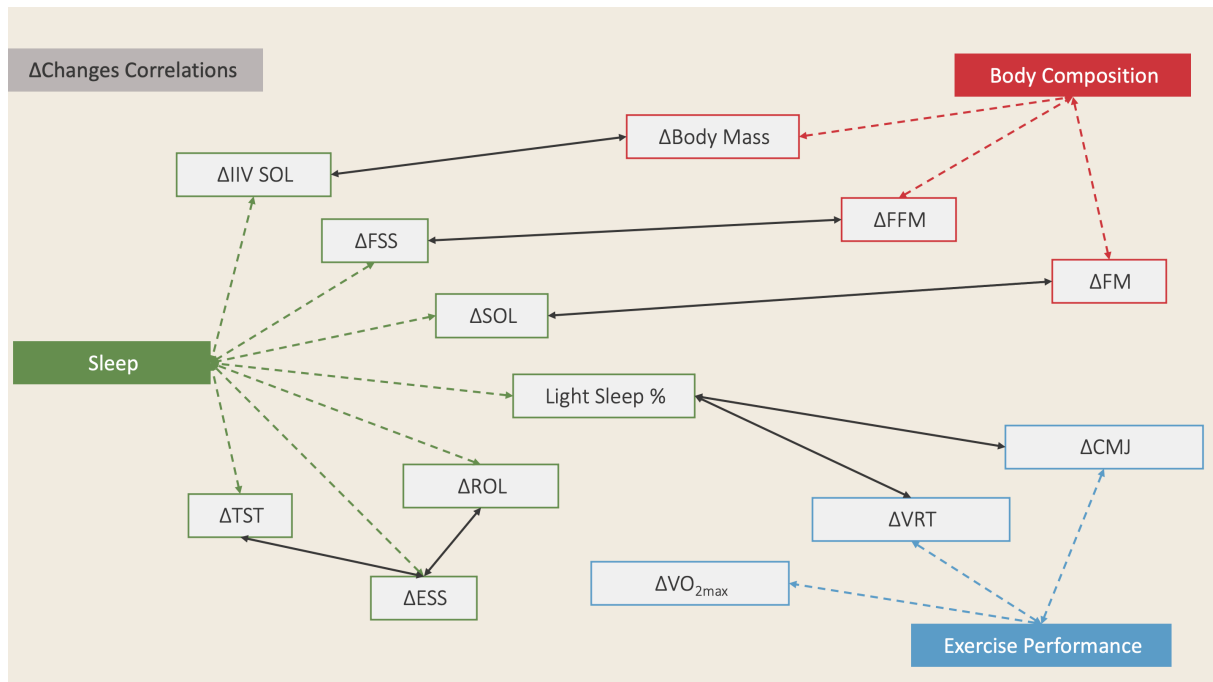 ΔChanges Correlations
Body Composition
ΔBody Mass
ΔIIV SOL
ΔFFM
ΔFSS
ΔFM
ΔSOL
Sleep
Light Sleep %
ΔCMJ
ΔROL
ΔTST
ΔVRT
ΔVO₂max
ΔESS
Exercise Performance